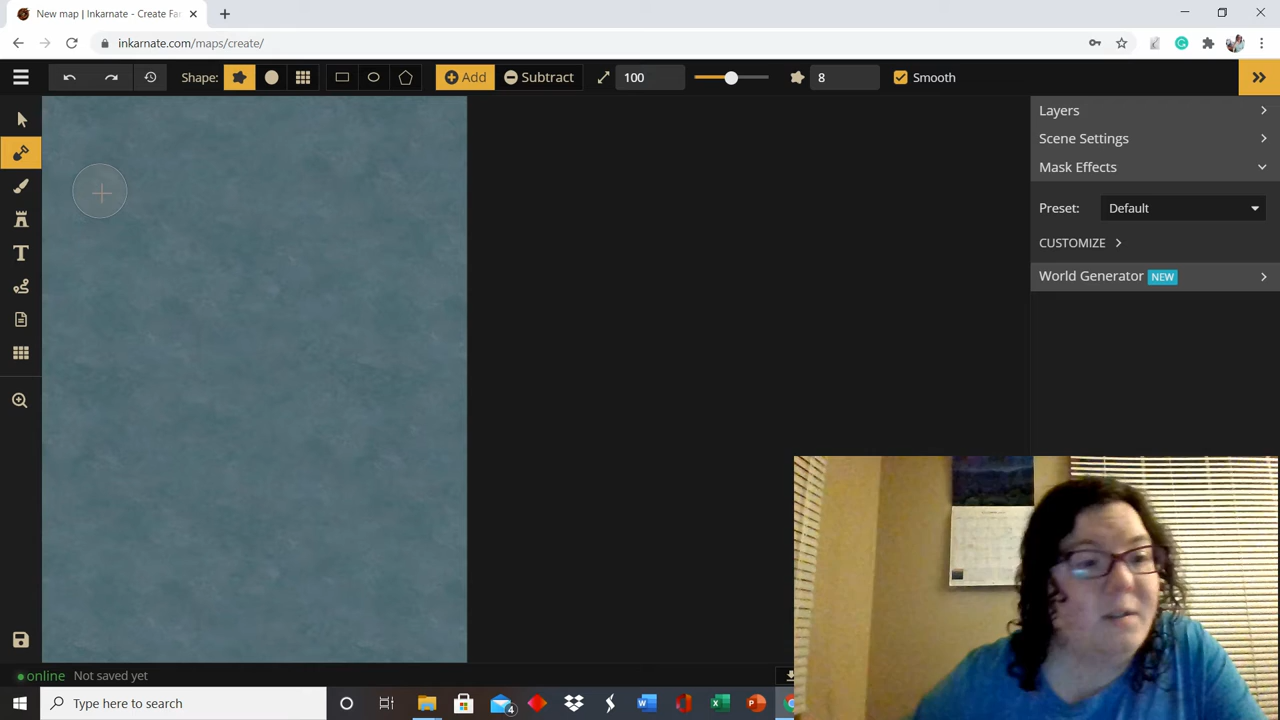 New map | Inkarnate - Create Fa
inkarnate.com/maps/create/
Shape:
Add
Subtract
100
8
Smooth
Layers
Scene Settings
Mask Effects
Preset:
Default
CUSTOMIZE
World Generator NEW
T
online
Not saved yet
Type here to search
4